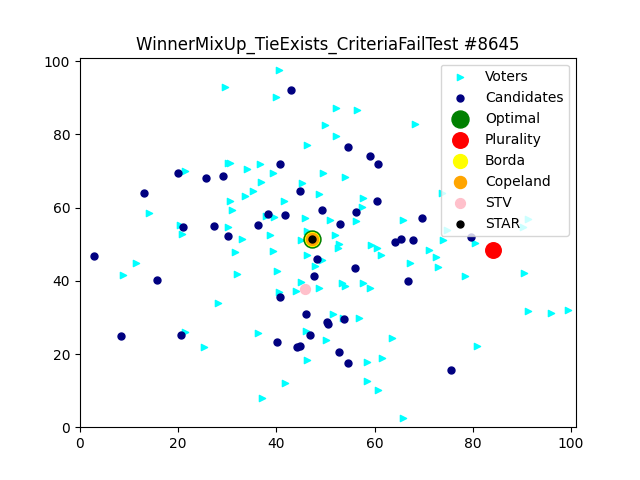 WinnerMixUp_TieExists_CriteriaFailTest #8645
100
80
60
40
20
0
0 20 40 60 80 100
Voters
Candidates
Optimal
Plurality
Borda
Copeland
STV
STAR